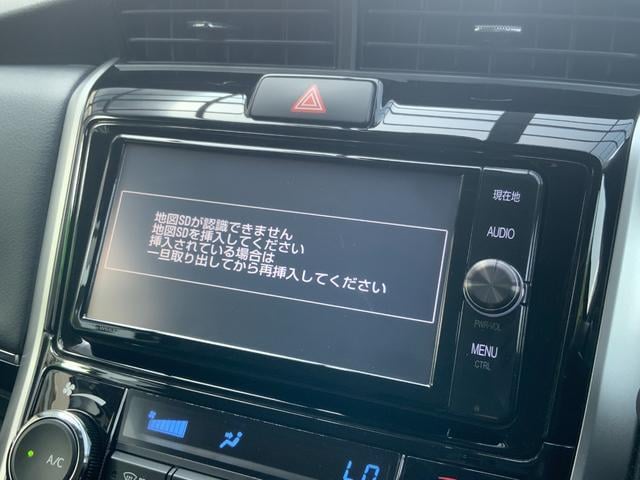 地図SDが認識できません
地図SDを挿入してください
挿入されている場合は
一旦取り出してから再挿入してください
現在地
AUDIO
PWR·VOL
MENU
CTRL
A/C
LO